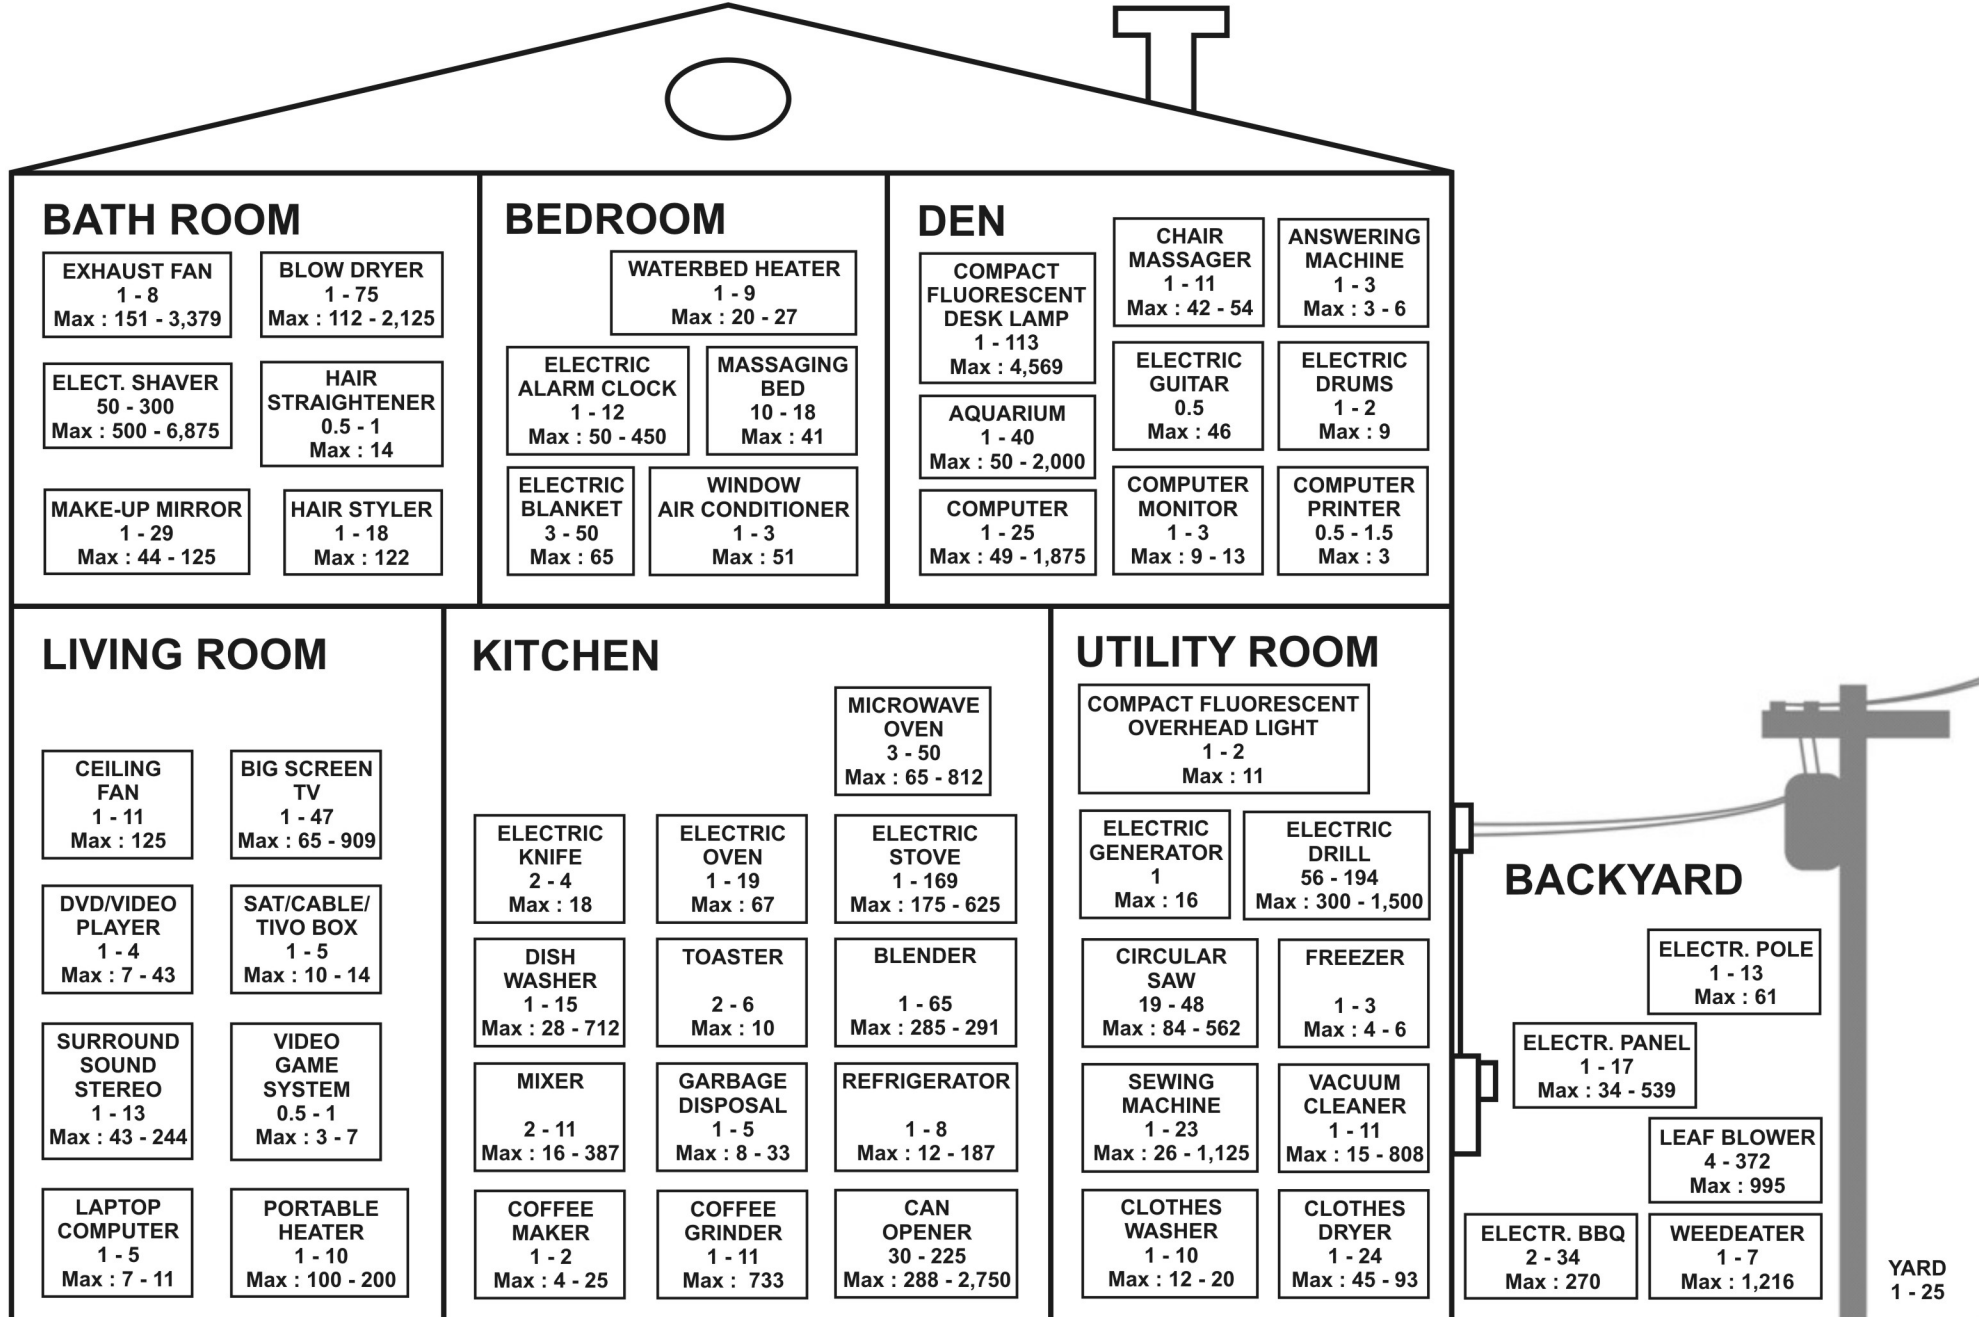 BATH ROOM
EXHAUST FAN
1 - 8
Max : 151 - 3,379
BLOW DRYER
1 - 75
Max : 112 - 2,125
ELECT. SHAVER
50 - 300
Max : 500 - 6,875
HAIR
STRAIGHTENER
0.5 - 1
Max : 14
MAKE-UP MIRROR
1 - 29
Max : 44 - 125
HAIR STYLER
1 - 18
Max : 122
BEDROOM
WATERBED HEATER
1 - 9
Max : 20 - 27
ELECTRIC
ALARM CLOCK
1 - 12
Max : 50 - 450
MASSAGING
BED
10 - 18
Max : 41
ELECTRIC
BLANKET
3 - 50
Max : 65
WINDOW
AIR CONDITIONER
1 - 3
Max : 51
DEN
COMPACT
FLUORESCENT
DESK LAMP
1 - 113
Max : 4,569
CHAIR
MASSAGER
1 - 11
Max : 42 - 54
ANSWERING
MACHINE
1 - 3
Max : 3 - 6
AQUARIUM
1 - 40
Max : 50 - 2,000
ELECTRIC
GUITAR
0.5
Max : 46
ELECTRIC
DRUMS
1 - 2
Max : 9
COMPUTER
1 - 25
Max : 49 - 1,875
COMPUTER
MONITOR
1 - 3
Max : 9 - 13
COMPUTER
PRINTER
0.5 - 1.5
Max : 3
LIVING ROOM
CEILING
FAN
1 - 11
Max : 125
BIG SCREEN
TV
1 - 47
Max : 65 - 909
DVD/VIDEO
PLAYER
1 - 4
Max : 7 - 43
SAT/CABLE/
TIVO BOX
1 - 5
Max : 10 - 14
SURROUND
SOUND
STEREO
1 - 13
Max : 43 - 244
VIDEO
GAME
SYSTEM
0.5 - 1
Max : 3 - 7
LAPTOP
COMPUTER
1 - 5
Max : 7 - 11
PORTABLE
HEATER
1 - 10
Max : 100 - 200
KITCHEN
MICROWAVE
OVEN
3 - 50
Max : 65 - 812
ELECTRIC
KNIFE
2 - 4
Max : 18
ELECTRIC
OVEN
1 - 19
Max : 67
ELECTRIC
STOVE
1 - 169
Max : 175 - 625
DISH
WASHER
1 - 15
Max : 28 - 712
TOASTER
2 - 6
Max : 10
BLENDER
1 - 65
Max : 285 - 291
MIXER
2 - 11
Max : 16 - 387
GARBAGE
DISPOSAL
1 - 5
Max : 8 - 33
REFRIGERATOR
1 - 8
Max : 12 - 187
COFFEE
MAKER
1 - 2
Max : 4 - 25
COFFEE
GRINDER
1 - 11
Max : 733
CAN
OPENER
30 - 225
Max : 288 - 2,750
UTILITY ROOM
COMPACT FLUORESCENT
OVERHEAD LIGHT
1 - 2
Max : 11
ELECTRIC
GENERATOR
1
Max : 16
ELECTRIC
DRILL
56 - 194
Max : 300 - 1,500
CIRCULAR
SAW
19 - 48
Max : 84 - 562
FREEZER
1 - 3
Max : 4 - 6
SEWING
MACHINE
1 - 23
Max : 26 - 1,125
VACUUM
CLEANER
1 - 11
Max : 15 - 808
CLOTHES
WASHER
1 - 10
Max : 12 - 20
CLOTHES
DRYER
1 - 24
Max : 45 - 93
BACKYARD
ELECTR. POLE
1 - 13
Max : 61
ELECTR. PANEL
1 - 17
Max : 34 - 539
LEAF BLOWER
4 - 372
Max : 995
ELECTR. BBQ
2 - 34
Max : 270
WEEDEATER
1 - 7
Max : 1,216
YARD
1 - 25